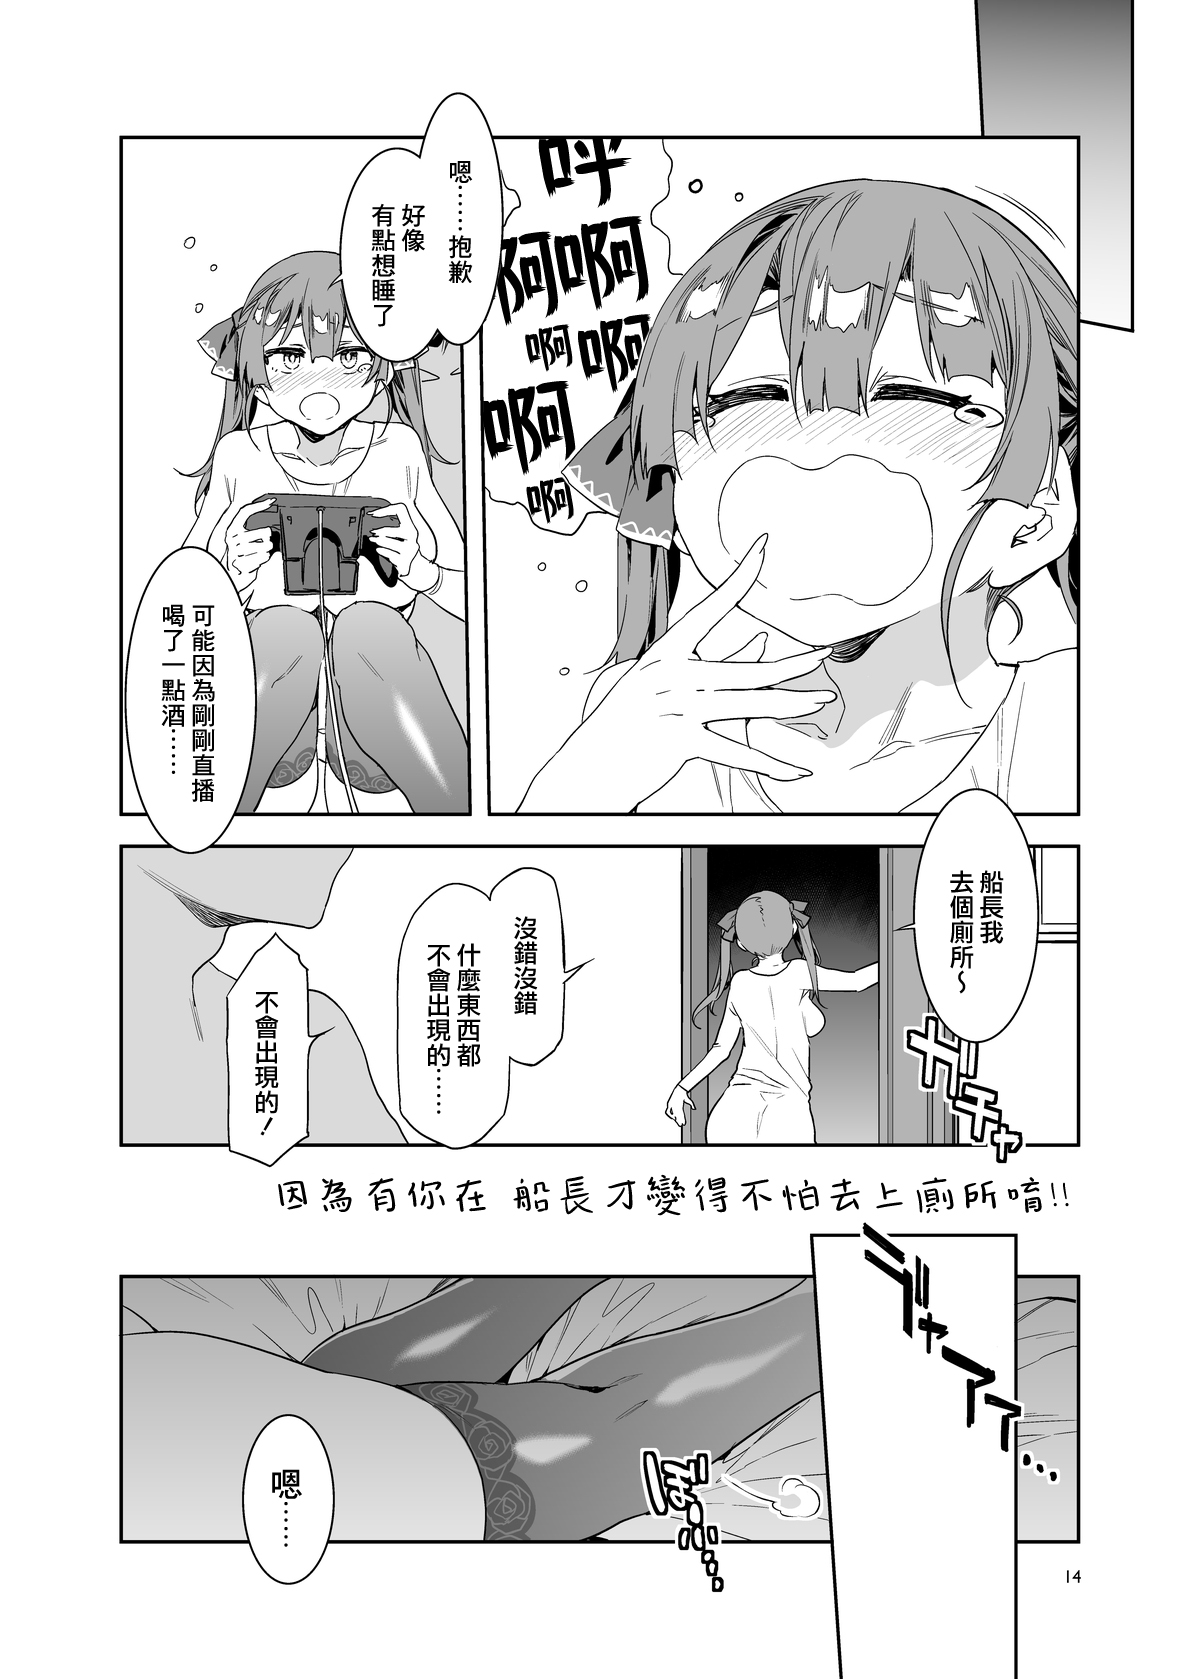 呼
啊啊
啊啊
啊
啊
嗯……抱歉
好像
有點想睡了
可能因為剛剛直播
喝了一點酒……
船長我
去個廁所～
ガチャ
沒錯沒錯
什麼東西都
不會出現的……
不會出現的！
因為有你在 船長才變得不怕去上廁所唷!!
ジャアアア…
嗯……
14